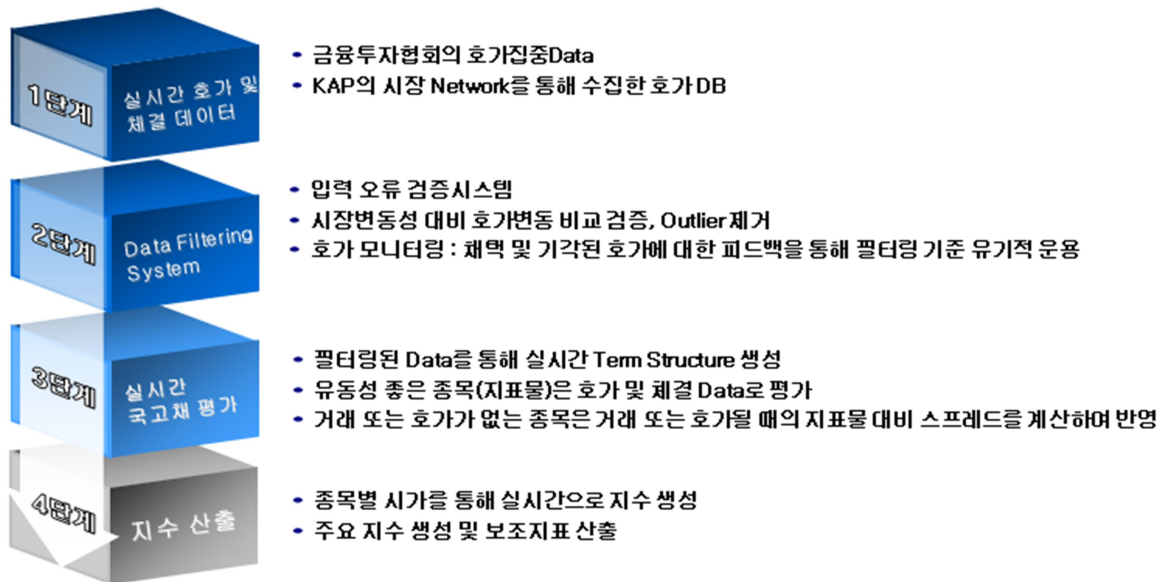 1단계
실시간 호가 및
체결 데이터
• 금융투자협회의 호가집중Data
• KAP의 시장 Network를 통해 수집한 호가 DB
2단계
Data Filtering
System
• 입력 오류 검증시스템
• 시장변동성 대비 호가변동 비교 검증, Outlier제거
• 호가 모니터링 : 채택 및 기각된 호가에 대한 피드백을 통해 필터링 기준 유기적 운용
3단계
실시간
국고채 평가
• 필터링된 Data를 통해 실시간 Term Structure 생성
• 유동성 좋은 종목(지표물)은 호가 및 체결 Data로 평가
• 거래 또는 호가가 없는 종목은 거래 또는 호가될 때의 지표물 대비 스프레드를 계산하여 반영
4단계
지수 산출
• 종목별 시가를 통해 실시간으로 지수 생성
• 주요 지수 생성 및 보조지표 산출